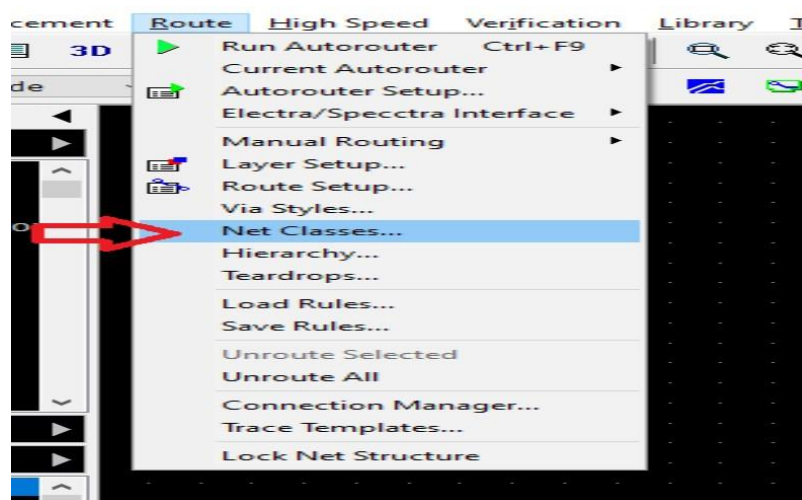 Route High Speed Verification Library
3D
Run Autorouter Ctrl+F9
Current Autorouter
Autorouter Setup...
Electra/Specctra Interface
Manual Routing
Layer Setup...
Route Setup...
Via Styles...
Net Classes...
Hierarchy...
Teardrops...
Load Rules...
Save Rules...
Unroute Selected
Unroute All
Connection Manager...
Trace Templates...
Lock Net Structure